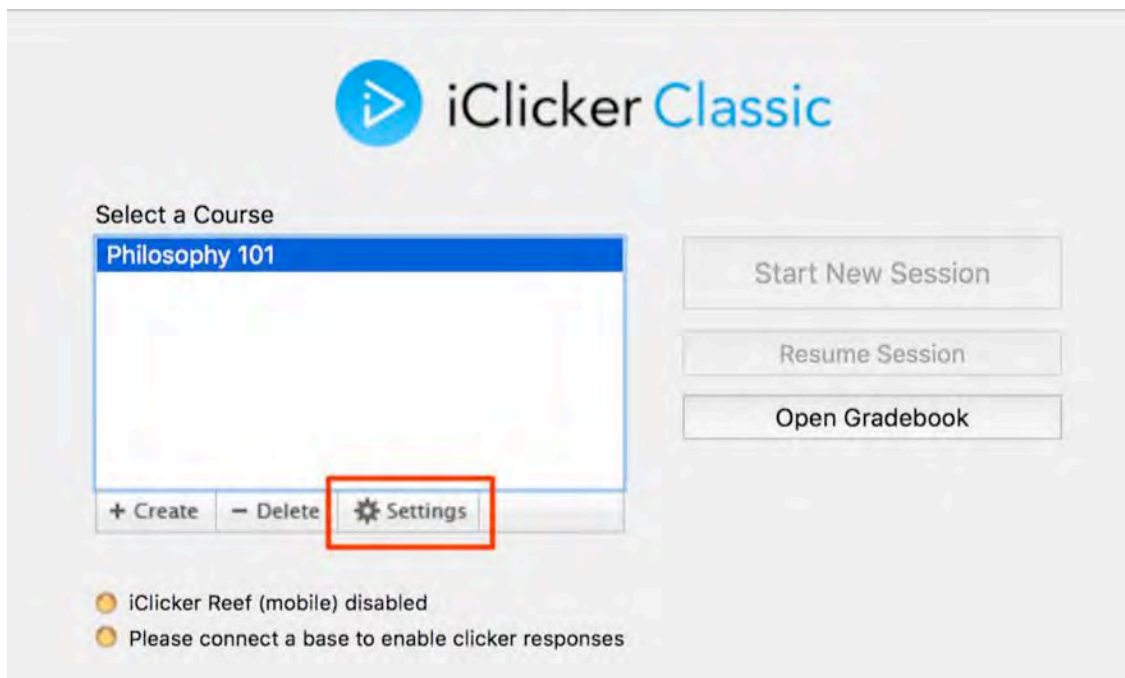 iClicker Classic
Select a Course
Philosophy 101
Start New Session
Resume Session
Open Gradebook
+ Create
− Delete
Settings
iClicker Reef (mobile) disabled
Please connect a base to enable clicker responses